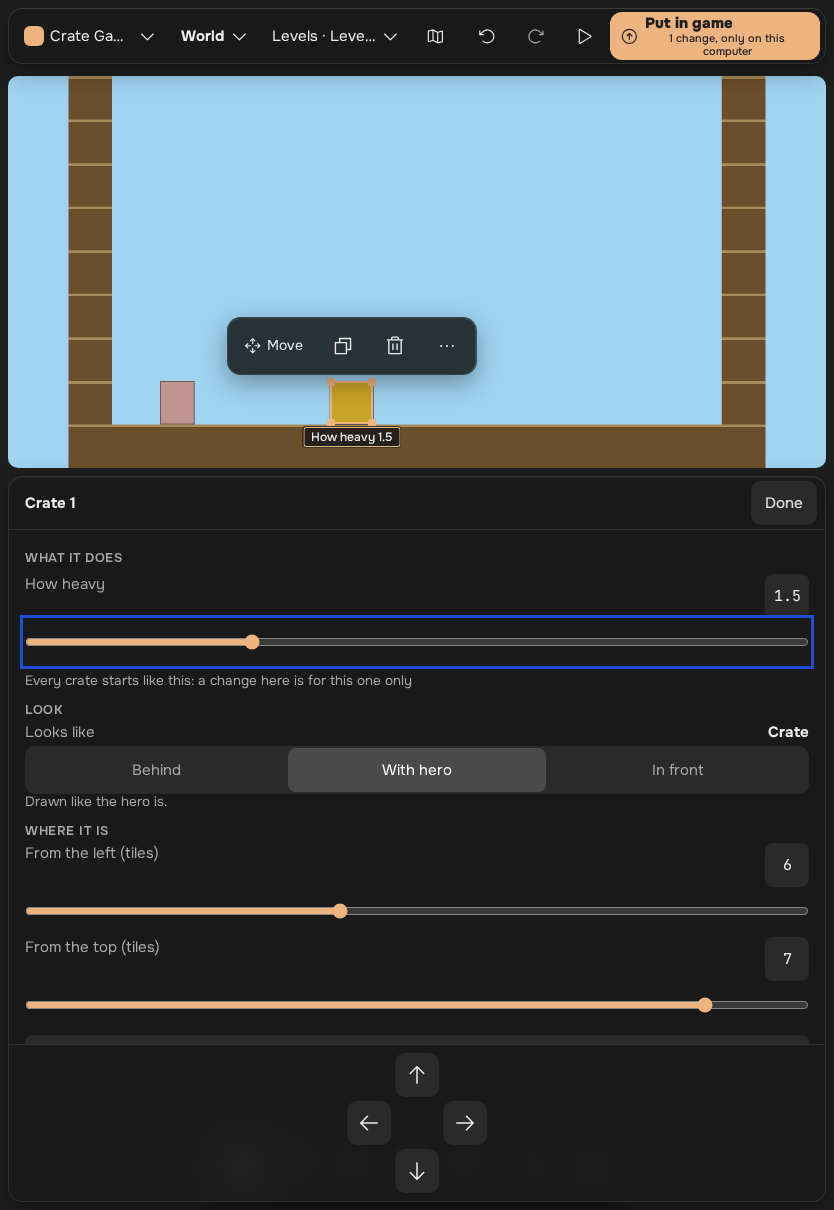 Crate Ga...
World
Levels · Leve...
Put in game
1 change, only on this
computer
Move
How heavy 1.5
Crate 1
Done
WHAT IT DOES
How heavy
1.5
Every crate starts like this: a change here is for this one only
LOOK
Looks like
Crate
Behind
With hero
In front
Drawn like the hero is.
WHERE IT IS
From the left (tiles)
6
From the top (tiles)
7